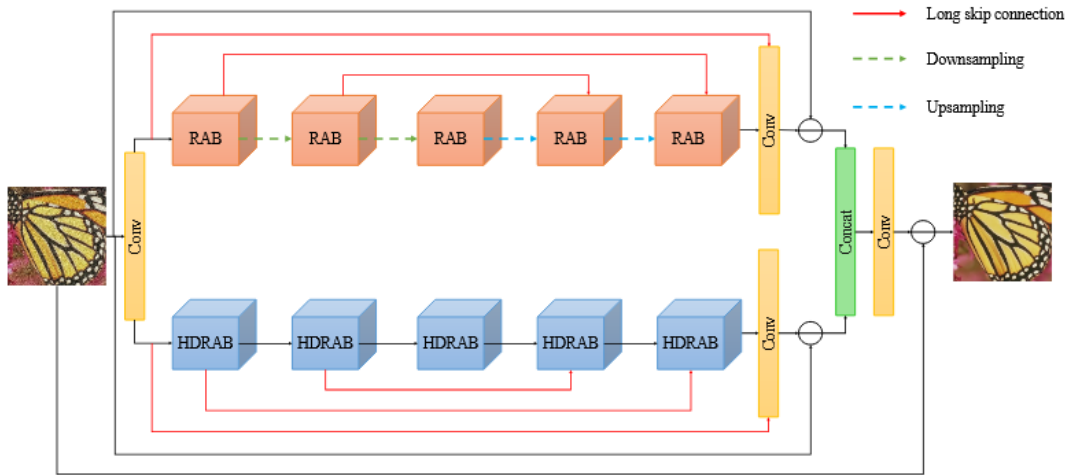 Long skip connection
Downsampling
Upsampling
RAB
RAB
RAB
RAB
RAB
Conv
Conv
Concat
Conv
HDRAB
HDRAB
HDRAB
HDRAB
HDRAB
Conv